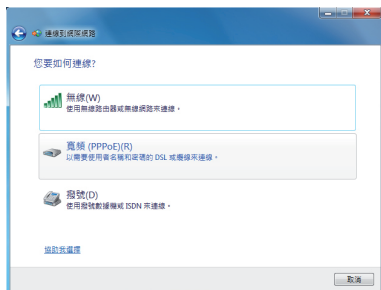 連線到網際網路
您要如何連線?
無線(W)
使用無線路由器或無線網路來連線。
寬頻 (PPPoE)(R)
以需要使用者名稱和密碼的 DSL 或纜線來連線。
撥號(D)
使用撥號數據機或 ISDN 來連線。
協助我選擇
取消